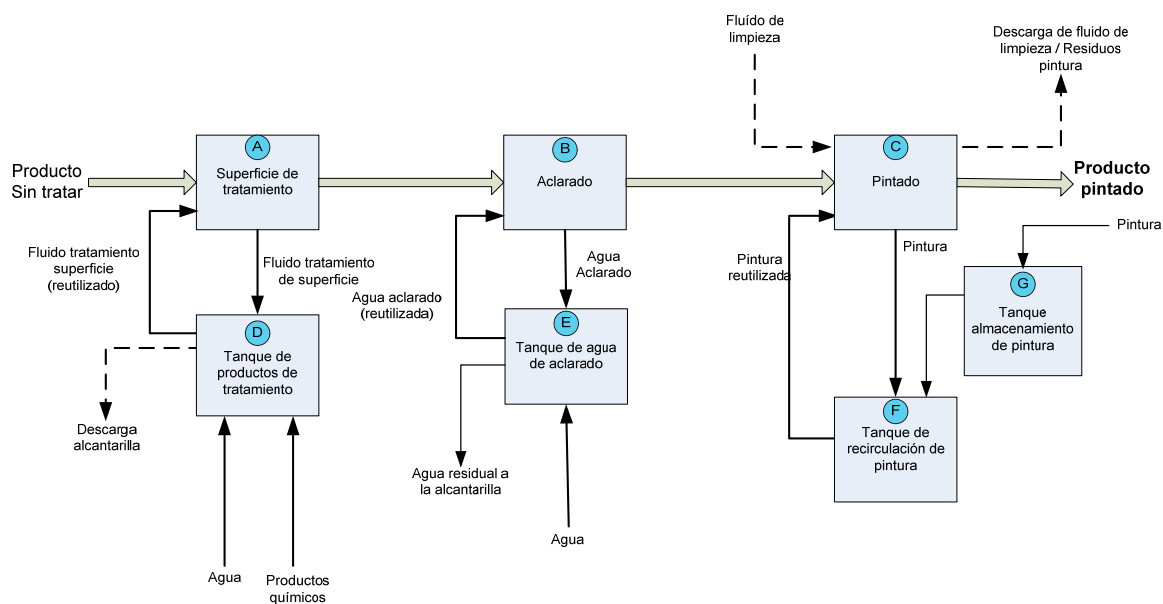 Fluído de
limpieza
Descarga de fluido de
limpieza / Residuos
pintura
Producto
Sin tratar
A
Superficie de
tratamiento
B
Aclarado
C
Pintado
Producto
pintado
Fluido tratamiento
superficie
(reutilizado)
Fluido tratamiento
de superficie
Agua aclarado
(reutilizada)
Agua
Aclarado
Pintura
reutilizada
Pintura
Pintura
G
Tanque
almacenamiento
de pintura
D
Tanque de
productos de
tratamiento
E
Tanque de agua
de aclarado
F
Tanque de
recirculación de
pintura
Descarga
alcantarilla
Agua residual a
la alcantarilla
Agua
Productos
químicos
Agua